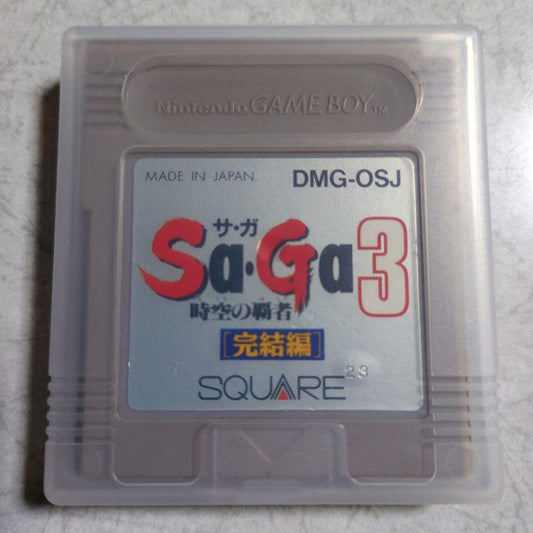 Nintendo GAME BOY TM
MADE IN JAPAN. DMG-OSJ
サ・ガ
Sa・Ga3
時空の覇者
[完結編]
SQUARE 23